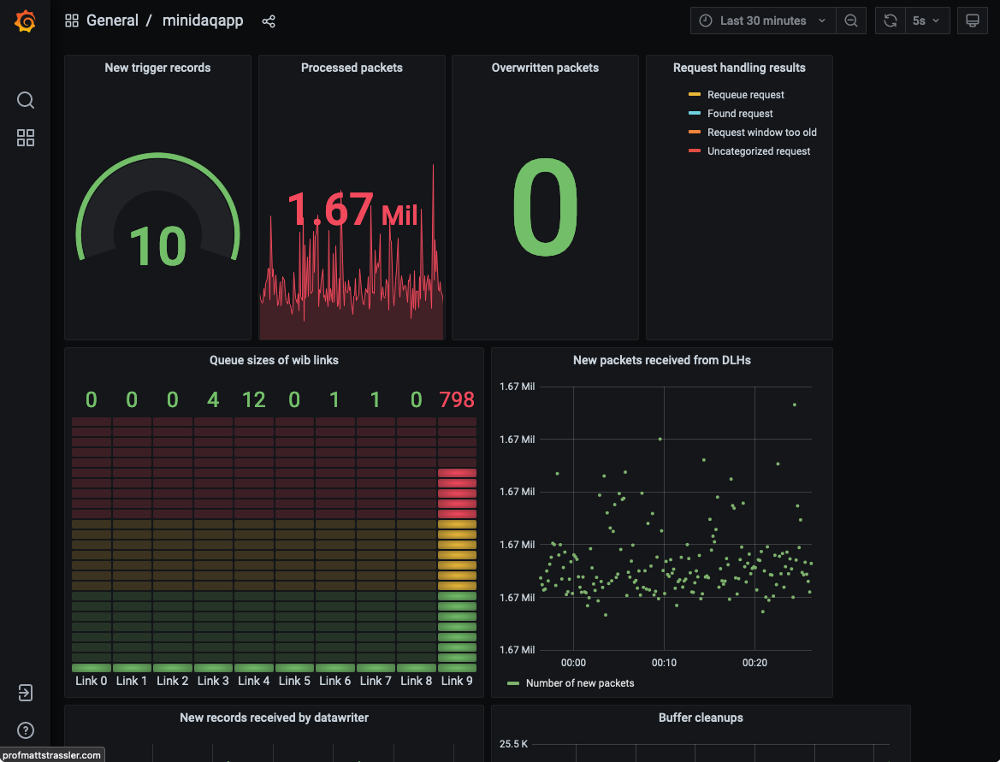 General / minidaqapp
Last 30 minutes
5s
New trigger records
10
Processed packets
1.67 Mil
Overwritten packets
0
Request handling results
Requeue request
Found request
Request window too old
Uncategorized request
Queue sizes of wib links
0 0 0 4 12 0 1 1 0 798
Link 0 Link 1 Link 2 Link 3 Link 4 Link 5 Link 6 Link 7 Link 8 Link 9
New packets received from DLHs
1.67 Mil
1.67 Mil
1.67 Mil
1.67 Mil
1.67 Mil
1.67 Mil
00:00 00:10 00:20
Number of new packets
New records received by datawriter
Buffer cleanups
25.5 K
profmattstrassler.com